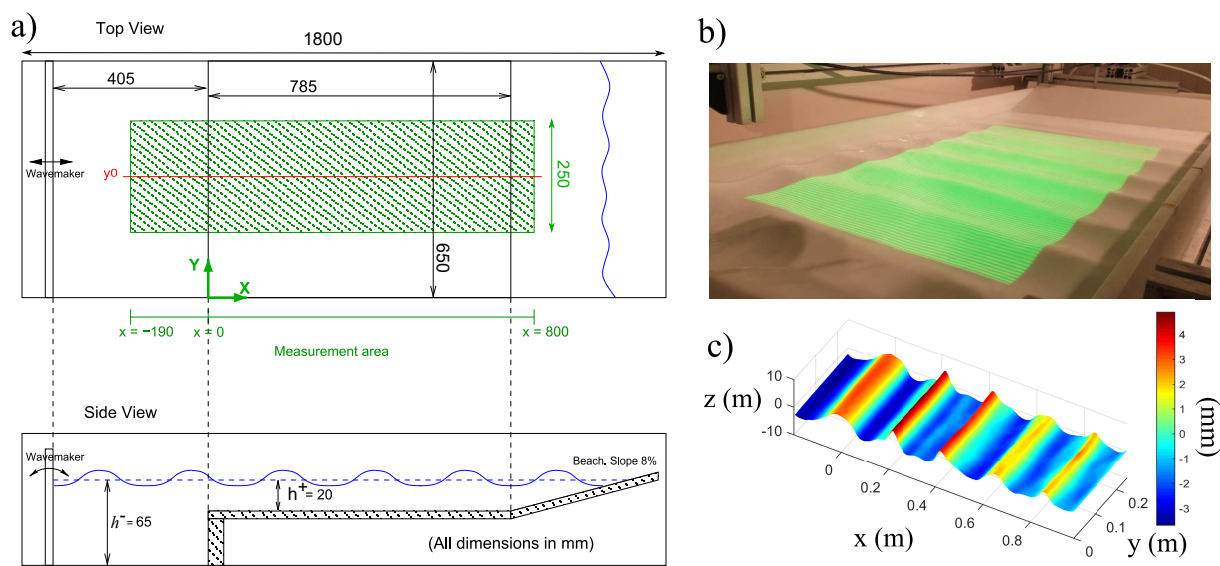 a)
Top View
1800
405
785
Wavemaker
yo
250
650
Y
X
x = −190
x = 0
x = 800
Measurement area
Side View
Wavemaker
Beach. Slope 8%
h⁺ = 20
h⁻ = 65
(All dimensions in mm)
b)
c)
z (m)
10
0
-10
0
0.2
0.4
0.6
0.8
x (m)
0
0.1
0.2
y (m)
4
3
2
1
0
-1
-2
-3
(mm)